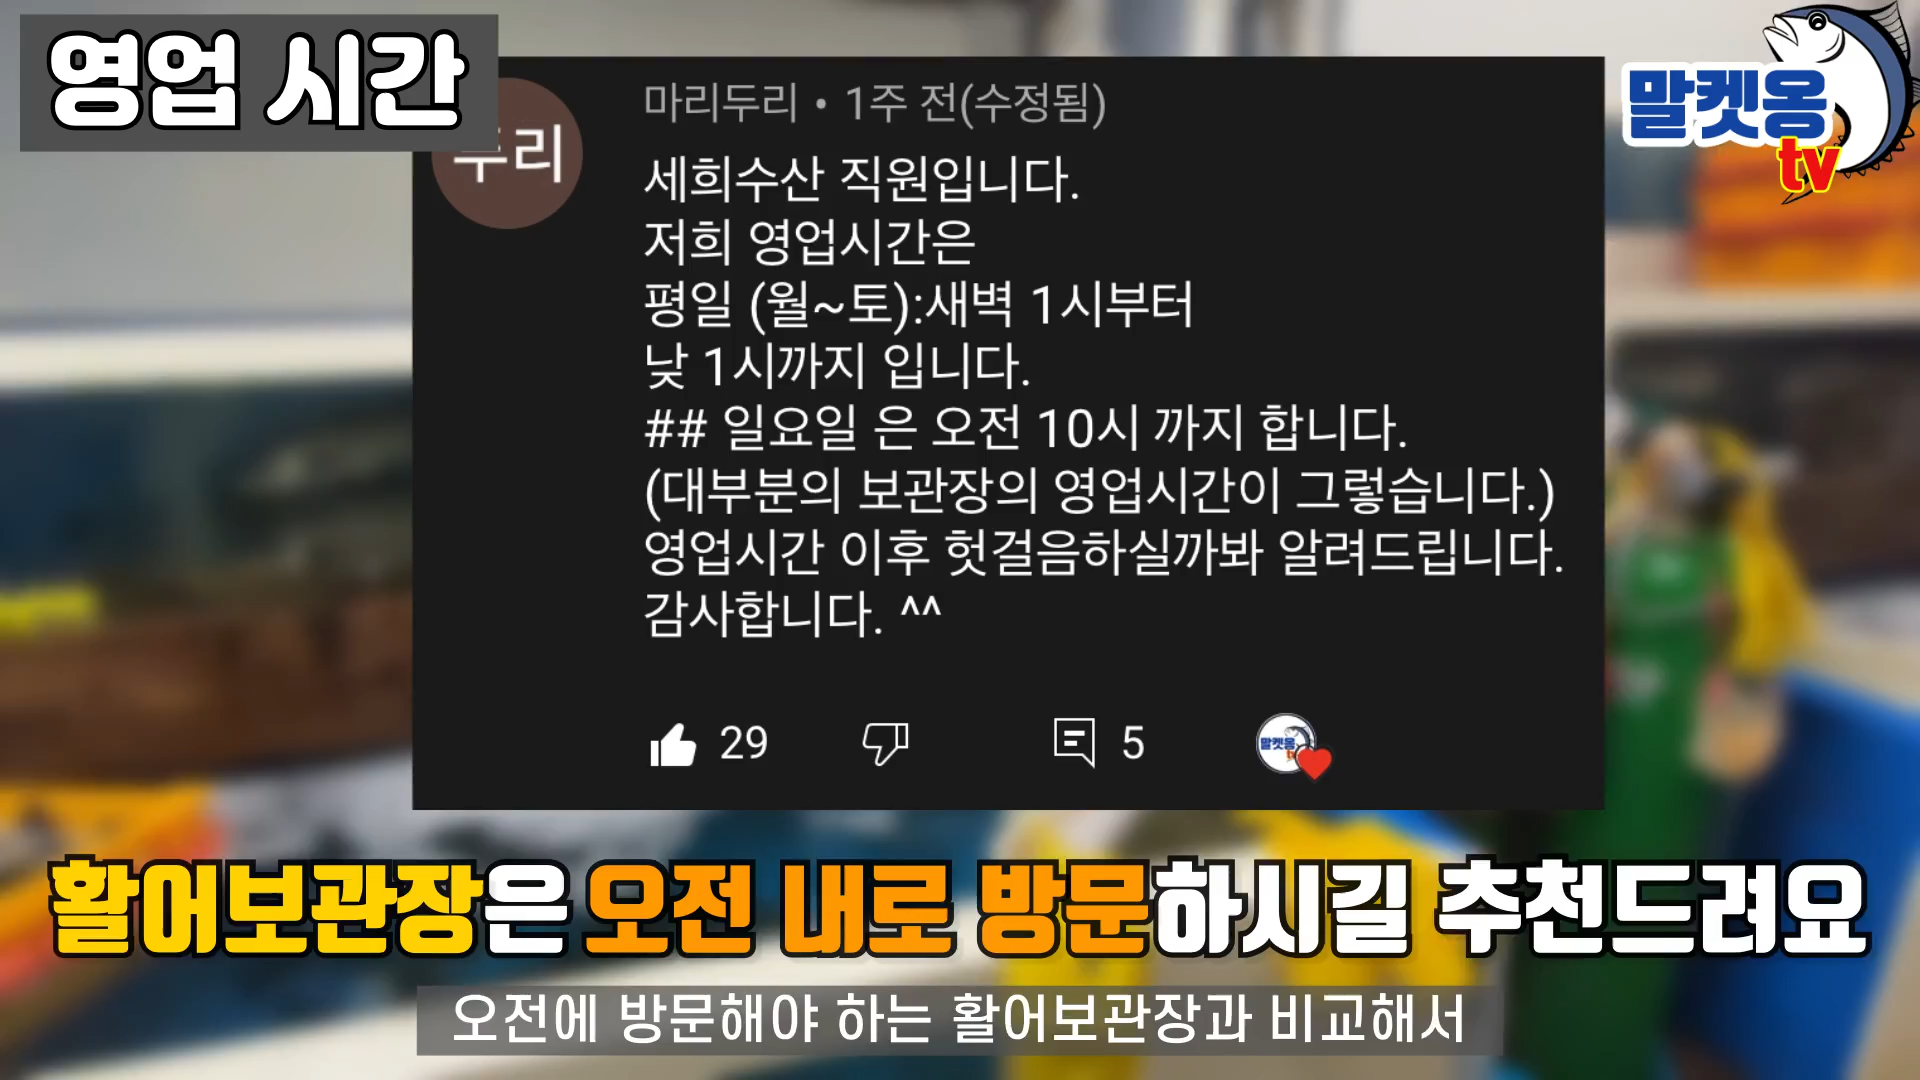 영업 시간
말켓옹
tv
두리
마리두리 • 1주 전(수정됨)
세희수산 직원입니다.
저희 영업시간은
평일 (월~토):새벽 1시부터
낮 1시까지 입니다.
## 일요일 은 오전 10시 까지 합니다.
(대부분의 보관장의 영업시간이 그렇습니다.)
영업시간 이후 헛걸음하실까봐 알려드립니다.
감사합니다. ^^
29
5
말켓옹
활어보관장은 오전 내로 방문하시길 추천드려요
오전에 방문해야 하는 활어보관장과 비교해서